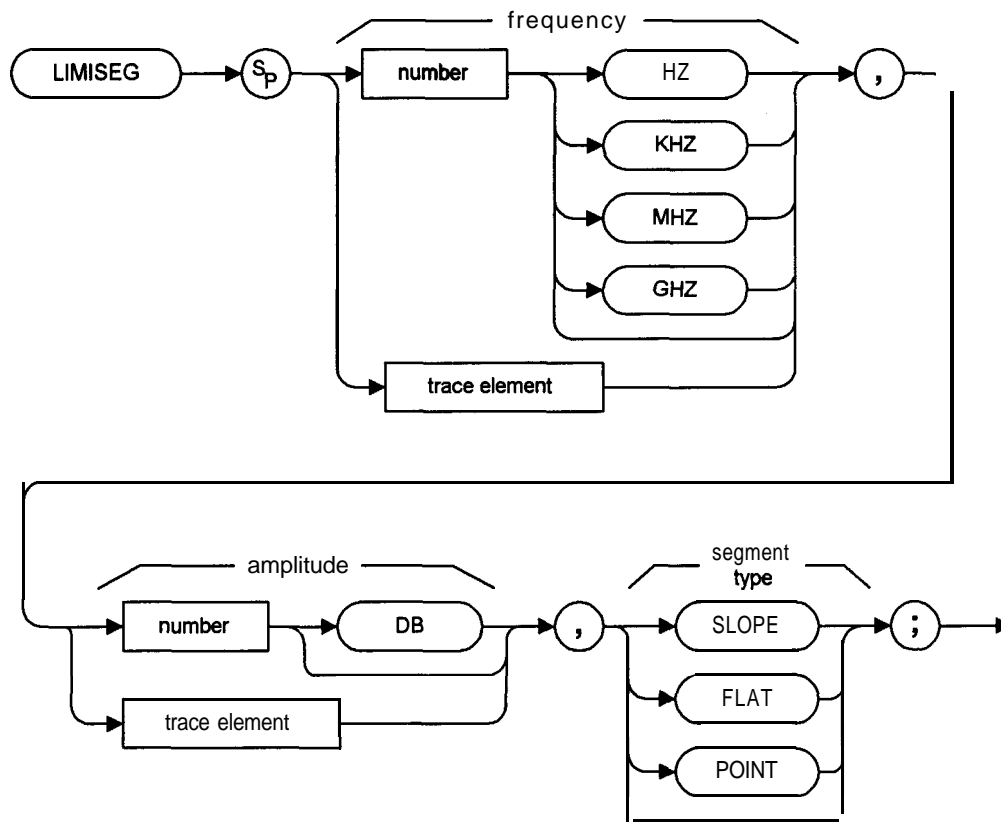 frequency
LIMISEG
SP
number
HZ
,
KHZ
MHZ
GHZ
trace element
amplitude
segment
type
number
DB
,
SLOPE
;
trace element
FLAT
POINT